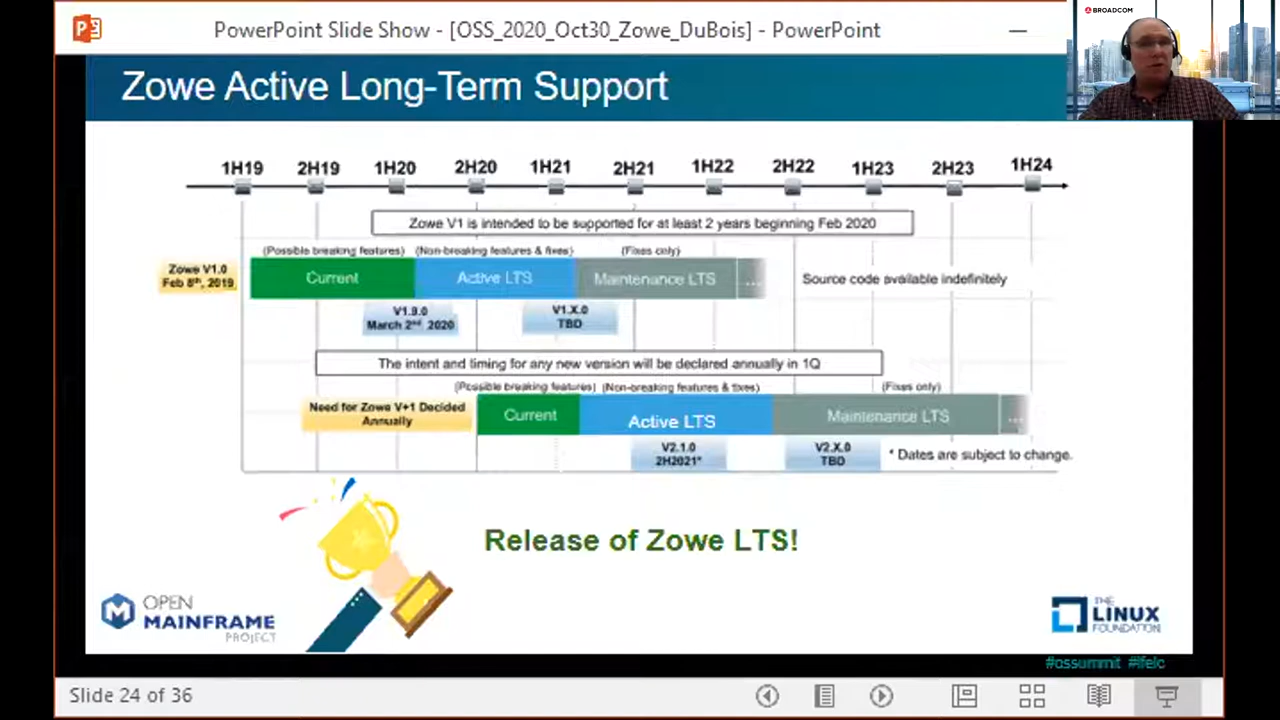 PowerPoint Slide Show - [OSS_2020_Oct30_Zowe_DuBois] - PowerPoint
BROADCOM
Zowe Active Long-Term Support
1H19 2H19 1H20 2H20 1H21 2H21 1H22 2H22 1H23 2H23 1H24
Zowe V1 is intended to be supported for at least 2 years beginning Feb 2020
(Possible breaking features) (Non-breaking features & fixes) (Fixes only)
Zowe V1.0
Feb 8th, 2019
Current Active LTS Maintenance LTS ... Source code available indefinitely
V1.9.0
March 2nd 2020
V1.X.0
TBD
The intent and timing for any new version will be declared annually in 1Q
(Possible breaking features) (Non-breaking features & fixes) (Fixes only)
Need for Zowe V+1 Decided
Annually
Current Active LTS Maintenance LTS ...
V2.1.0
2H2021*
V2.X.0
TBD
* Dates are subject to change.
Release of Zowe LTS!
OPEN
MAINFRAME
PROJECT
THE
LINUX
FOUNDATION
#ossummit #lfelc
Slide 24 of 36